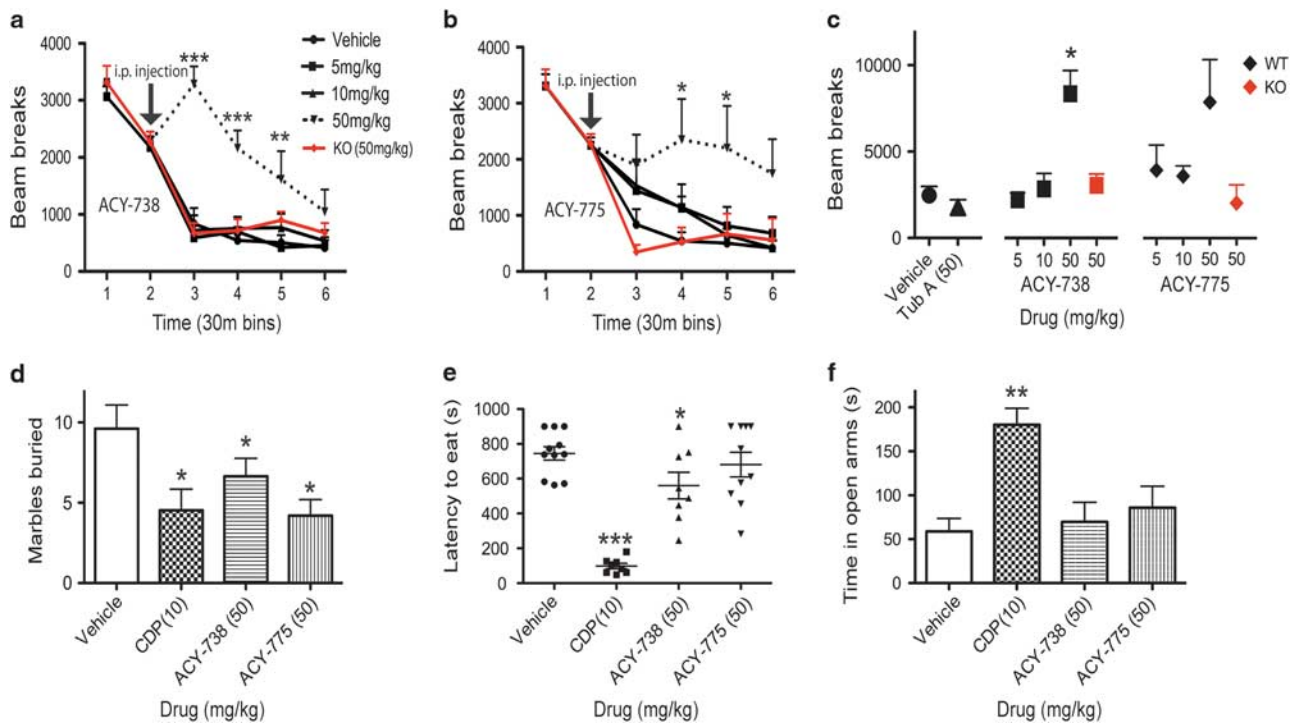 a
4000
3000
2000
1000
0
Beam breaks
i.p. injection
***
***
**
ACY-738
1 2 3 4 5 6
Time (30m bins)
Vehicle
5mg/kg
10mg/kg
50mg/kg
KO (50mg/kg)
b
4000
3000
2000
1000
0
Beam breaks
i.p. injection
*
*
ACY-775
1 2 3 4 5 6
Time (30m bins)
c
10000
5000
0
Beam breaks
*
WT
KO
Vehicle
Tub A (50)
5 10 50 50
ACY-738
5 10 50 50
ACY-775
Drug (mg/kg)
d
10
5
0
Marbles buried
*
*
*
Vehicle
CDP(10)
ACY-738 (50)
ACY-775 (50)
Drug (mg/kg)
e
1000
800
600
400
200
0
Latency to eat (s)
***
*
Vehicle
CDP(10)
ACY-738 (50)
ACY-775 (50)
Drug (mg/kg)
f
200
150
100
50
0
Time in open arms (s)
**
Vehicle
CDP(10)
ACY-738 (50)
ACY-775 (50)
Drug (mg/kg)